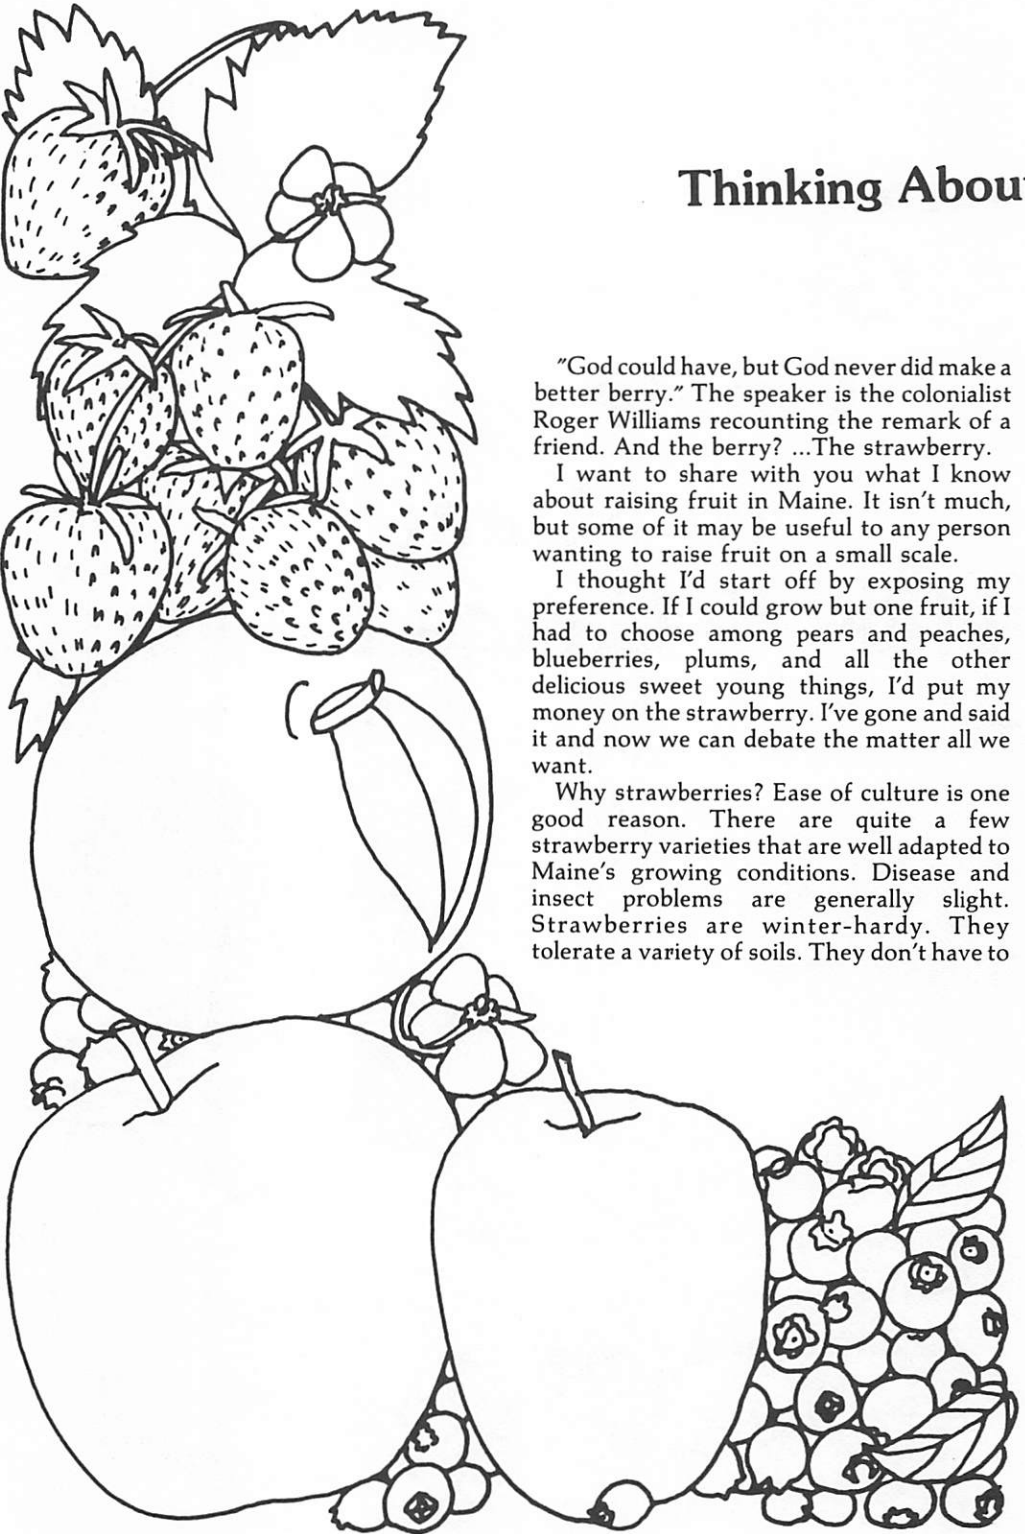 Thinking Abou
"God could have, but God never did make a
better berry." The speaker is the colonialist
Roger Williams recounting the remark of a
friend. And the berry? ...The strawberry.
I want to share with you what I know
about raising fruit in Maine. It isn't much,
but some of it may be useful to any person
wanting to raise fruit on a small scale.
I thought I'd start off by exposing my
preference. If I could grow but one fruit, if I
had to choose among pears and peaches,
blueberries, plums, and all the other
delicious sweet young things, I'd put my
money on the strawberry. I've gone and said
it and now we can debate the matter all we
want.
Why strawberries? Ease of culture is one
good reason. There are quite a few
strawberry varieties that are well adapted to
Maine's growing conditions. Disease and
insect problems are generally slight.
Strawberries are winter-hardy. They
tolerate a variety of soils. They don't have to